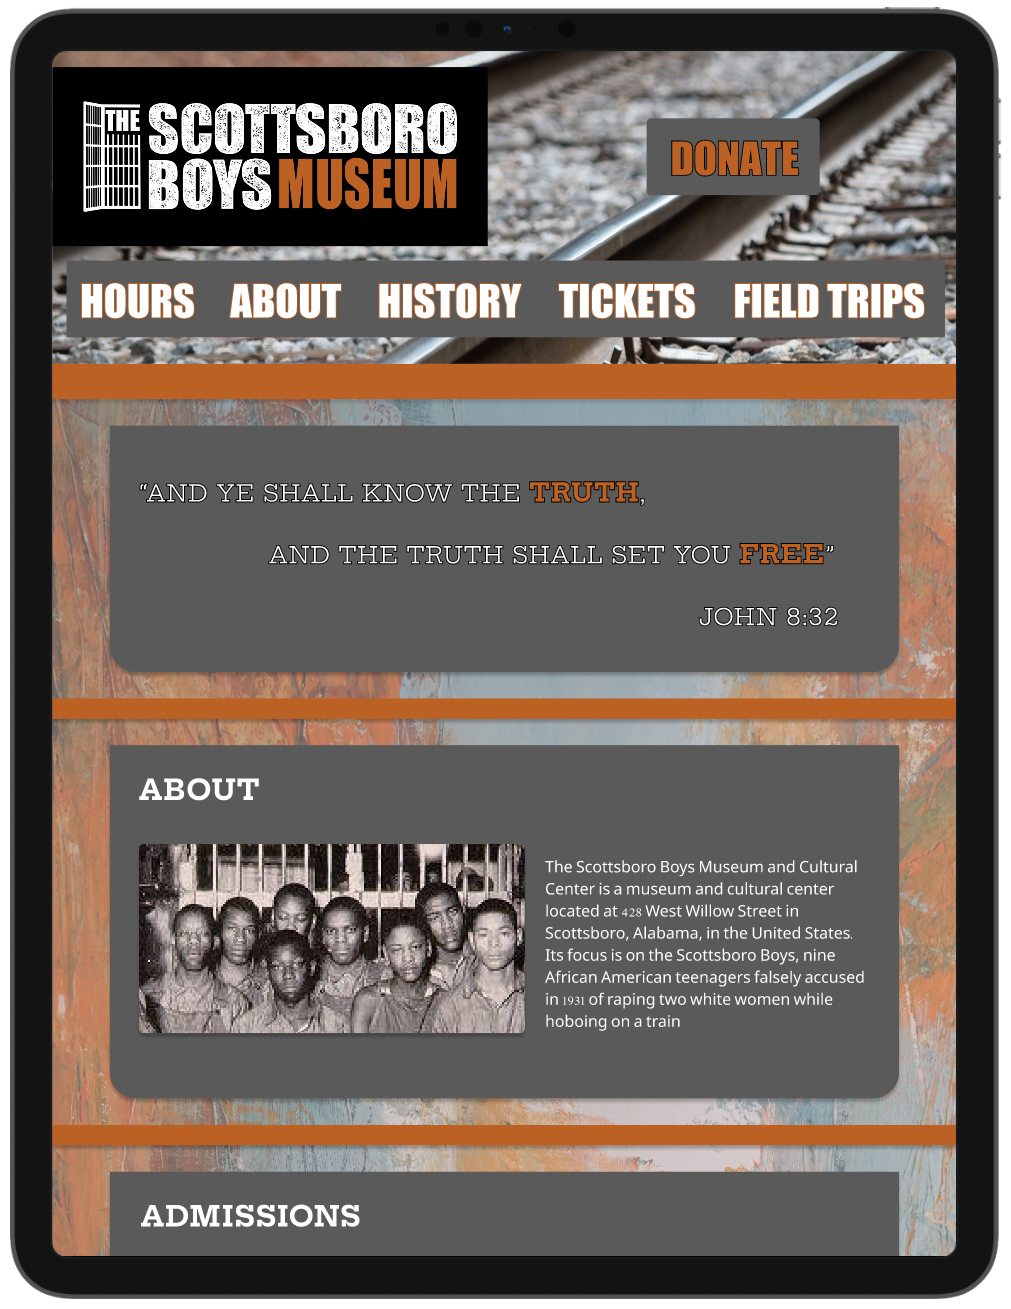 THE SCOTTSBORO
BOYS MUSEUM
DONATE
HOURS ABOUT HISTORY TICKETS FIELD TRIPS
“AND YE SHALL KNOW THE TRUTH,
AND THE TRUTH SHALL SET YOU FREE”
JOHN 8:32
ABOUT
The Scottsboro Boys Museum and Cultural
Center is a museum and cultural center
located at 428 West Willow Street in
Scottsboro, Alabama, in the United States.
Its focus is on the Scottsboro Boys, nine
African American teenagers falsely accused
in 1931 of raping two white women while
hoboing on a train
ADMISSIONS